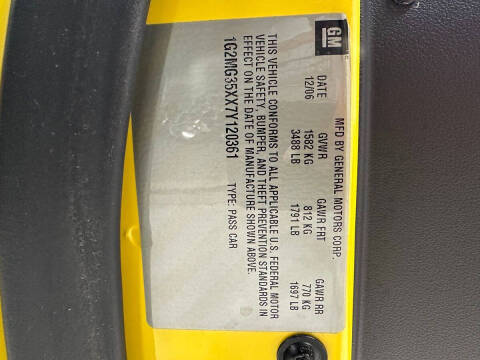 GM
MFD BY GENERAL MOTORS CORP.
DATE GVWR GAWR FRT GAWR RR
12/06 1582 KG 812 KG 770 KG
3488 LB 1791 LB 1697 LB
THIS VEHICLE CONFORMS TO ALL APPLICABLE U.S. FEDERAL MOTOR
VEHICLE SAFETY, BUMPER, AND THEFT PREVENTION STANDARDS IN
EFFECT ON THE DATE OF MANUFACTURE SHOWN ABOVE.
1G2MG35XX7Y120361 TYPE: PASS CAR